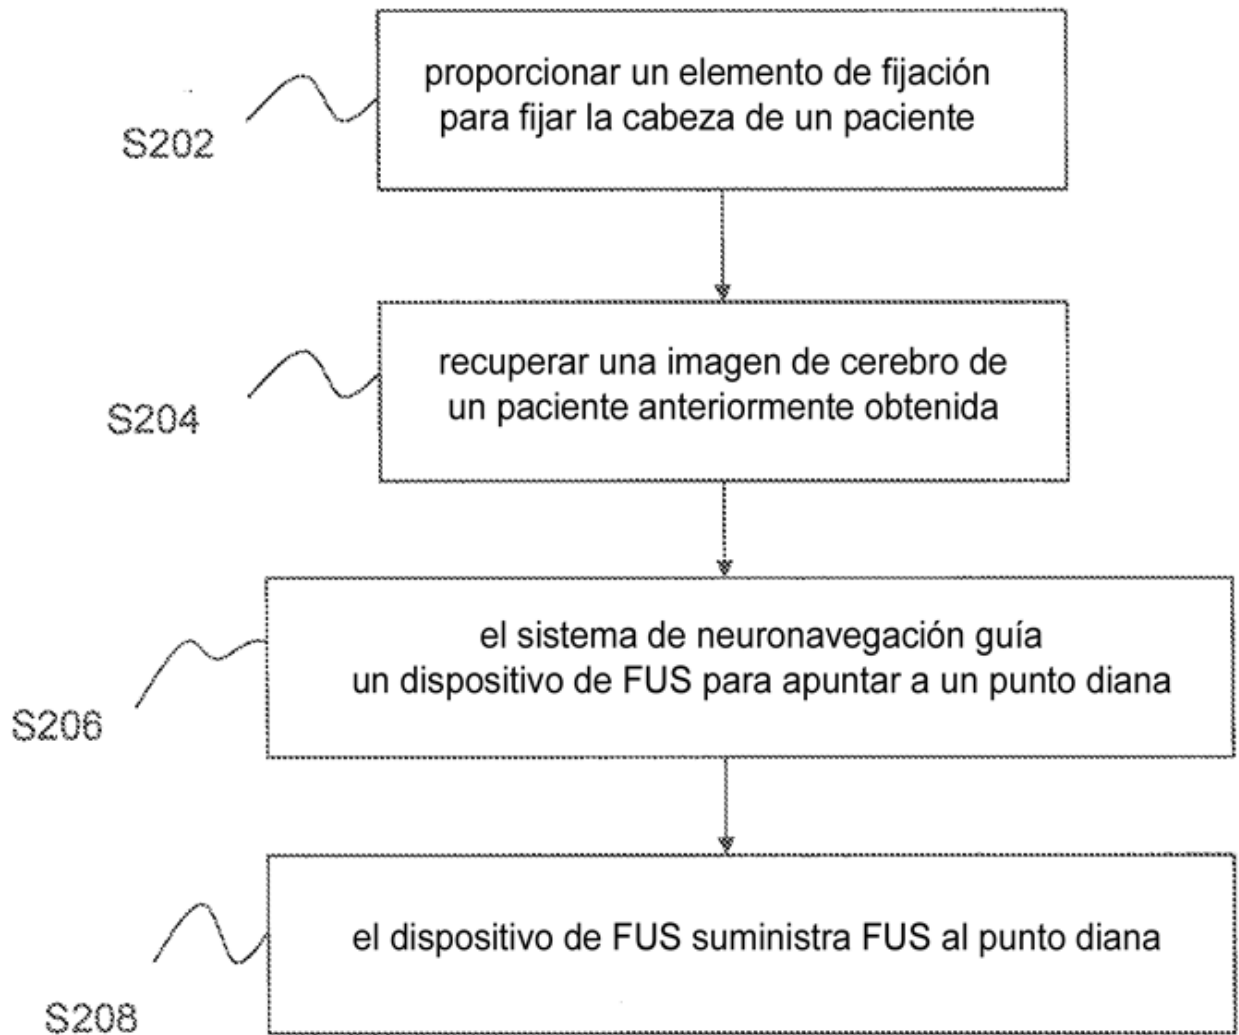 proporcionar un elemento de fijación
para fijar la cabeza de un paciente
S202
recuperar una imagen de cerebro de
un paciente anteriormente obtenida
S204
el sistema de neuronavegación guía
un dispositivo de FUS para apuntar a un punto diana
S206
el dispositivo de FUS suministra FUS al punto diana
S208